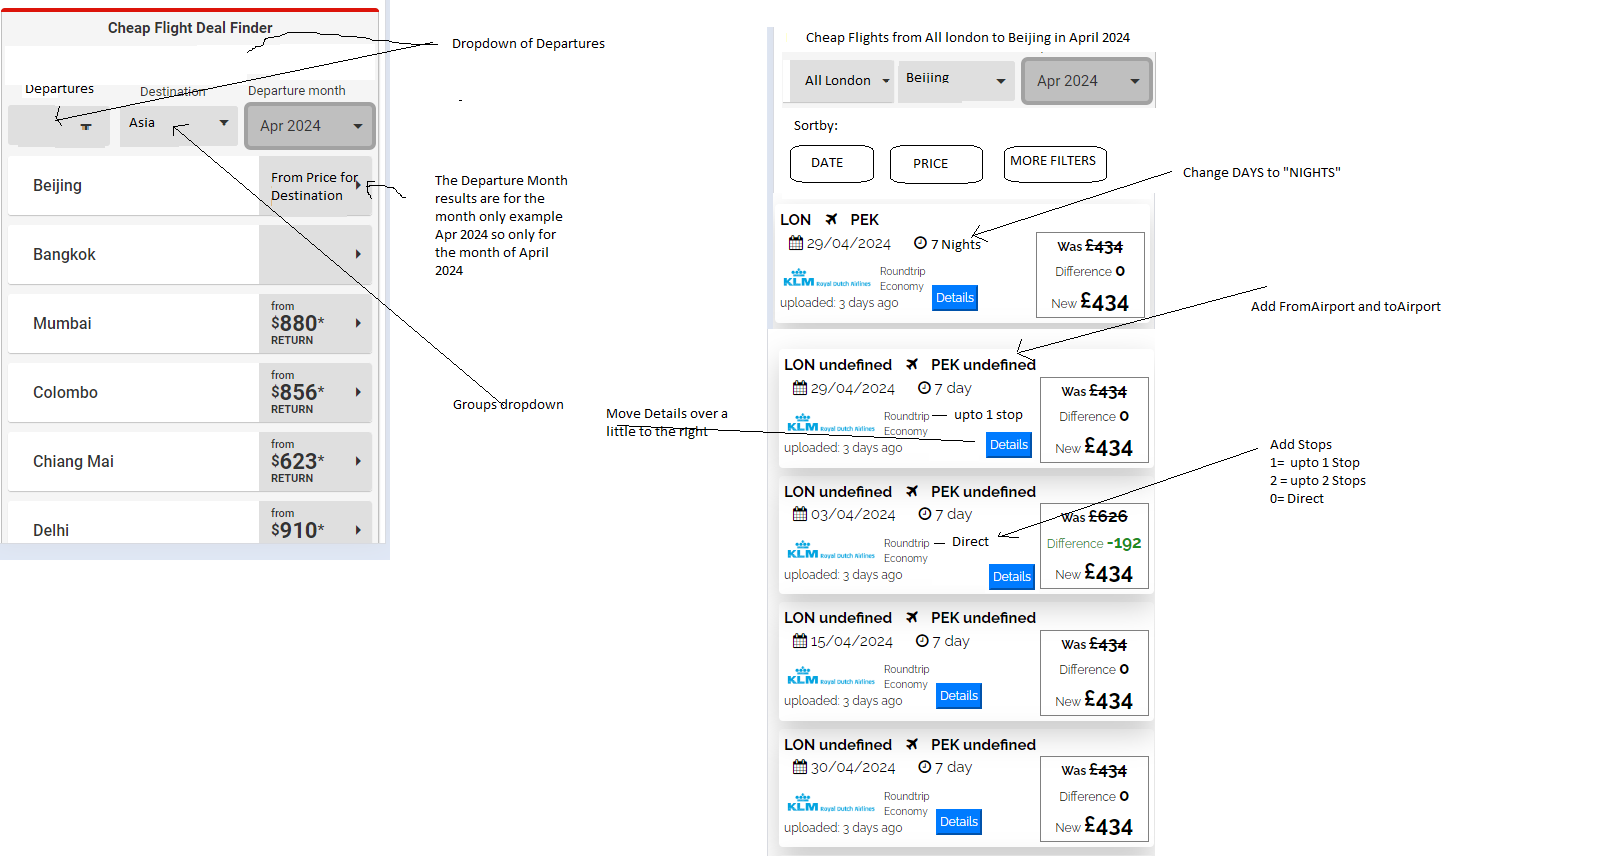 Cheap Flight Deal Finder
Dropdown of Departures
Departures
Destination
Departure month
Asia
Apr 2024
Beijing
From Price for
Destination
Bangkok
Mumbai
from
$880*
RETURN
Colombo
from
$856*
RETURN
Chiang Mai
from
$623*
RETURN
Delhi
from
$910*
The Departure Month
results are for the
month only example
Apr 2024 so only for
the month of April
2024
Groups dropdown
Move Details over a
little to the right
Cheap Flights from All london to Beijing in April 2024
All London
Beijing
Apr 2024
Sortby:
DATE
PRICE
MORE FILTERS
Change DAYS to "NIGHTS"
LON PEK
29/04/2024 7 Nights
KLM Royal Dutch Airlines
Roundtrip
Economy
uploaded: 3 days ago
Details
Was £434
Difference 0
New £434
Add FromAirport and toAirport
LON undefined PEK undefined
29/04/2024 7 day
KLM Royal Dutch Airlines
Roundtrip — upto 1 stop
Economy
uploaded: 3 days ago
Details
Was £434
Difference 0
New £434
Add Stops
1= upto 1 Stop
2 = upto 2 Stops
0= Direct
LON undefined PEK undefined
03/04/2024 7 day
KLM Royal Dutch Airlines
Roundtrip — Direct
Economy
uploaded: 3 days ago
Details
Was £626
Difference -192
New £434
LON undefined PEK undefined
15/04/2024 7 day
KLM Royal Dutch Airlines
Roundtrip
Economy
uploaded: 3 days ago
Details
Was £434
Difference 0
New £434
LON undefined PEK undefined
30/04/2024 7 day
KLM Royal Dutch Airlines
Roundtrip
Economy
uploaded: 3 days ago
Details
Was £434
Difference 0
New £434